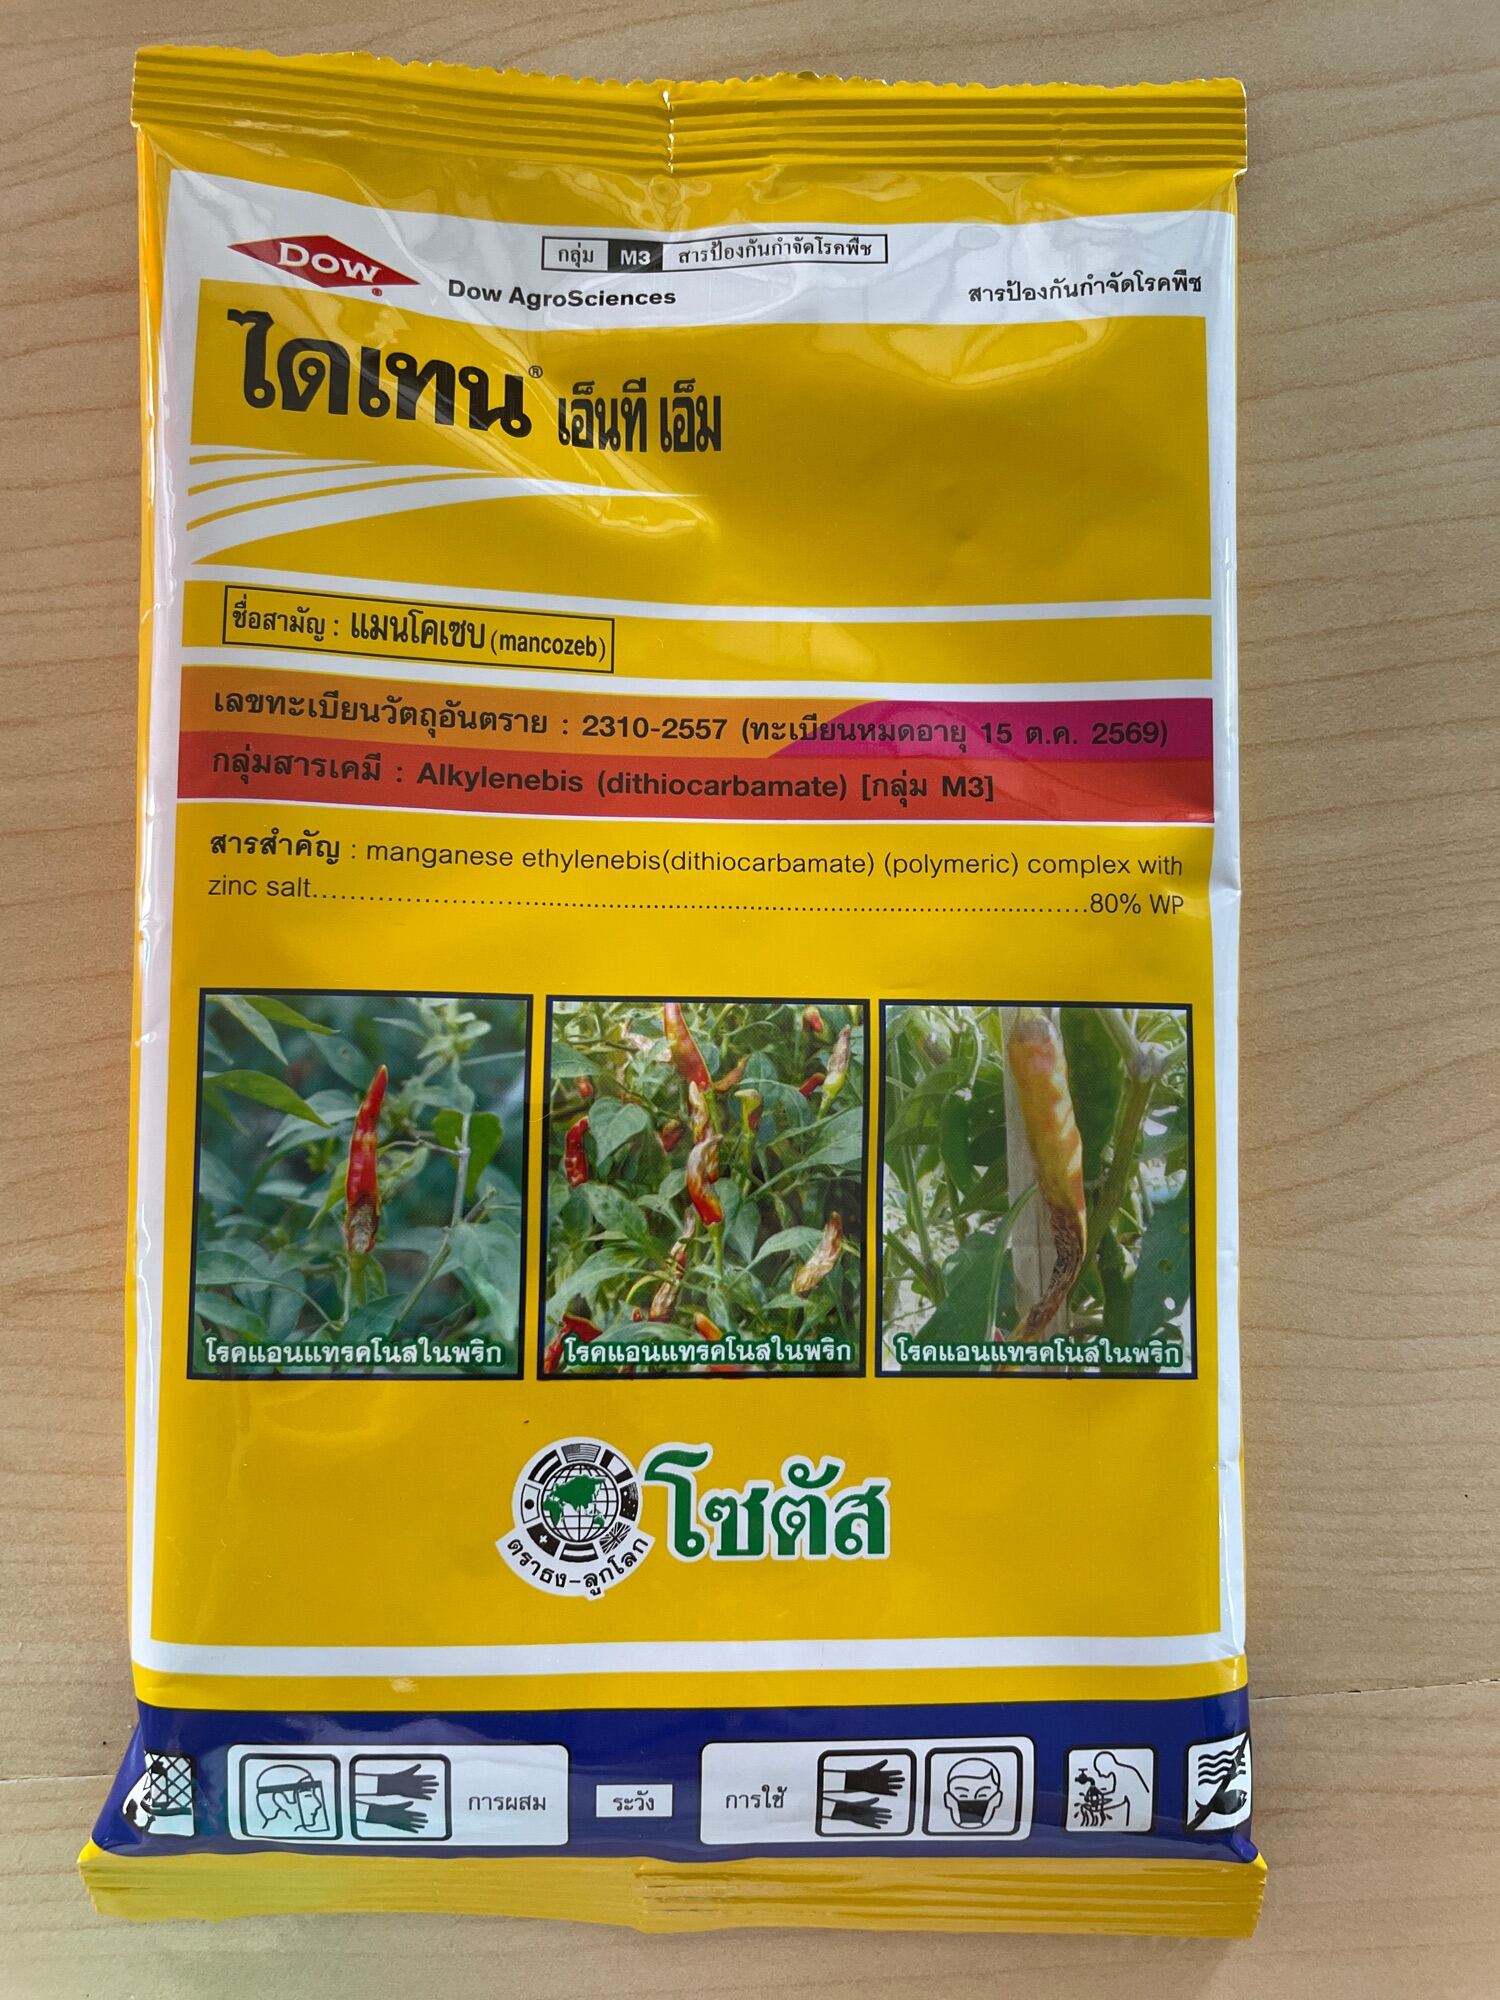 DOW
กลุ่ม M3 สารป้องกันกำจัดโรคพืช
Dow AgroSciences
สารป้องกันกำจัดโรคพืช
ไดเทน® เอ็นที เอ็ม
ชื่อสามัญ : แมนโคเซบ (mancozeb)
เลขทะเบียนวัตถุอันตราย : 2310-2557 (ทะเบียนหมดอายุ 15 ต.ค. 2569)
กลุ่มสารเคมี : Alkylenebis (dithiocarbamate) [กลุ่ม M3]
สารสำคัญ : manganese ethylenebis(dithiocarbamate) (polymeric) complex with
zinc salt......................................................................80% WP
โรคแอนแทรคโนสในพริก
โรคแอนแทรคโนสในพริก
โรคแอนแทรคโนสในพริก
โซตัส
ตราธง-ลูกโลก
การผสม
ระวัง
การใช้